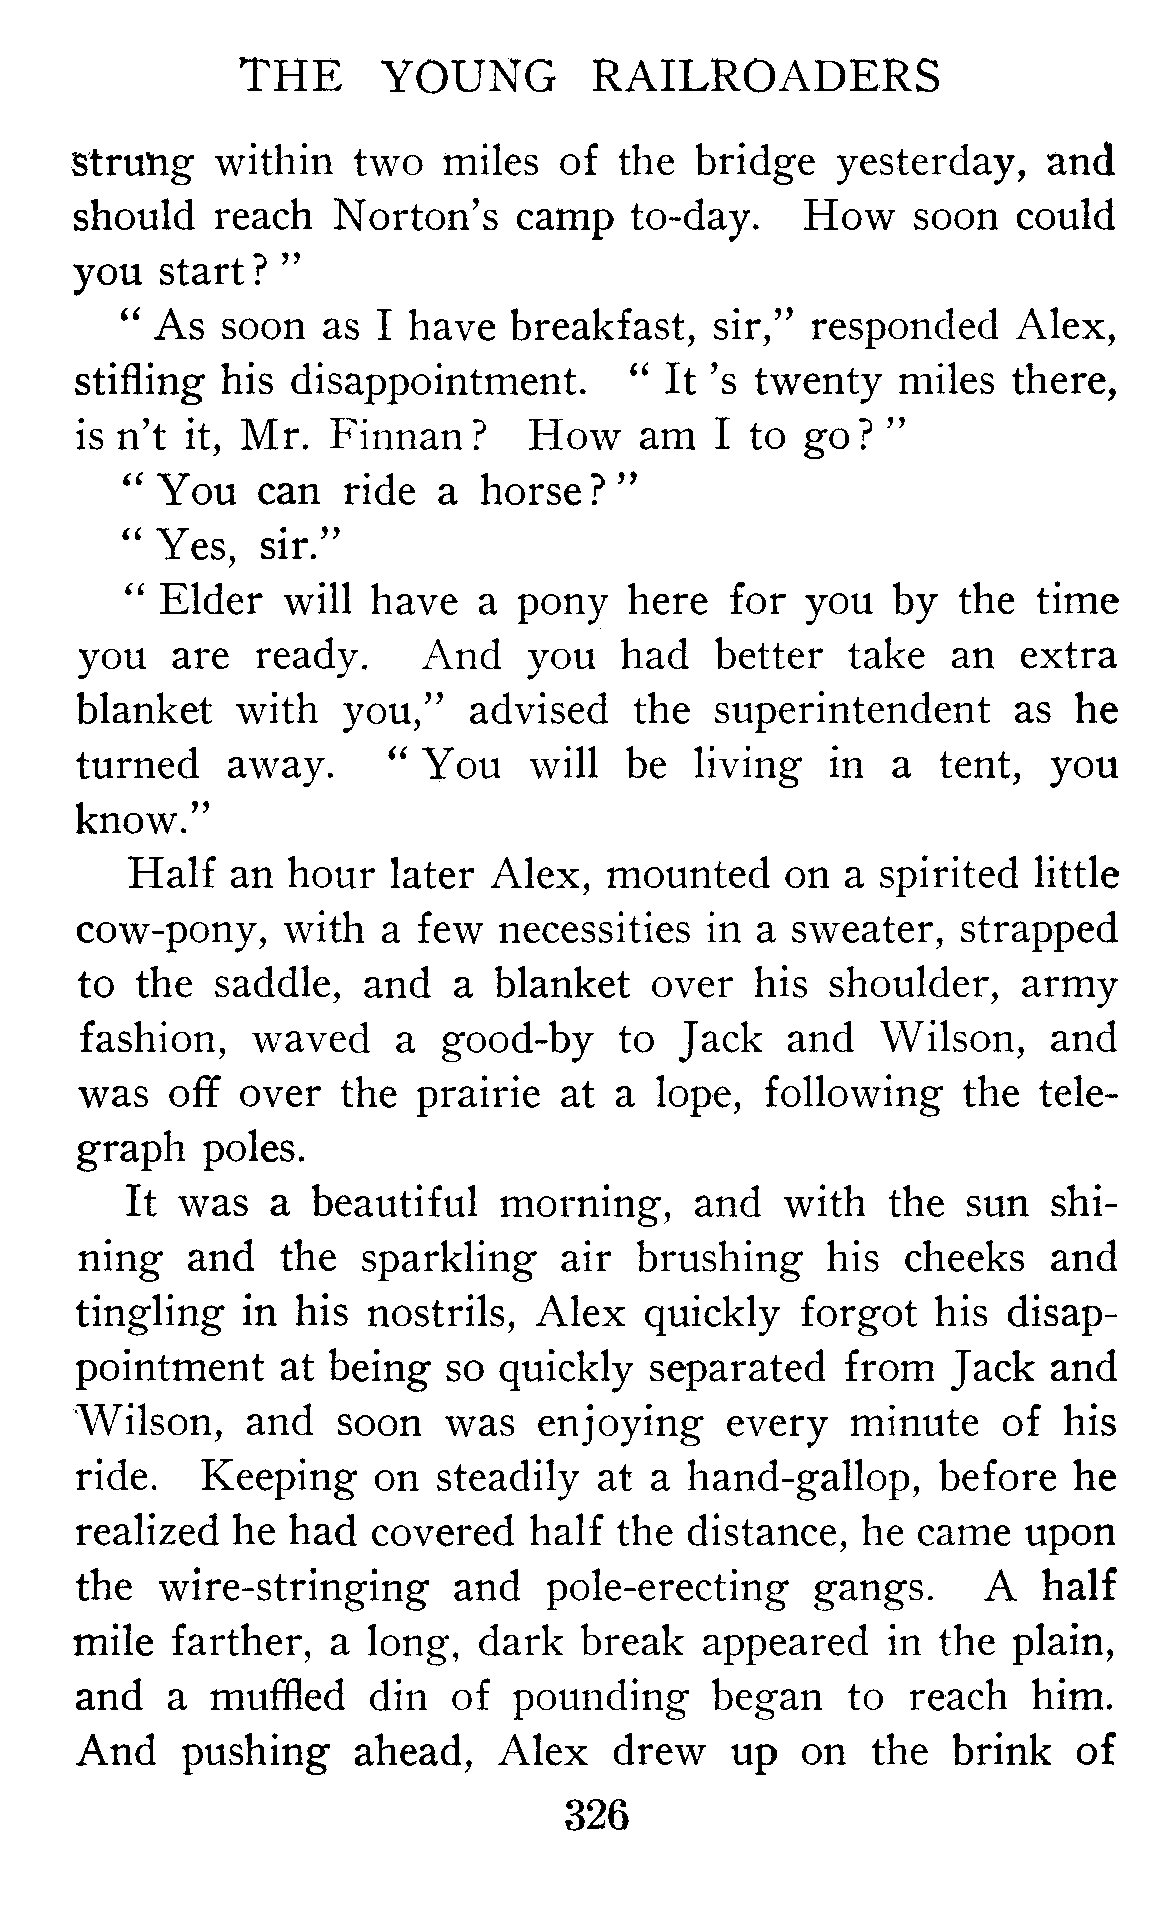 THE YOUNG RAILROADERS
strung within two miles of the bridge yesterday, and
should reach Norton's camp to-day. How soon could
you start? "
" As soon as I have breakfast, sir," responded Alex,
stifling his disappointment. " It 's twenty miles there,
is n't it, Mr. Finnan? How am I to go? "
" You can ride a horse? "
" Yes, sir."
" Elder will have a pony here for you by the time
you are ready. And you had better take an extra
blanket with you," advised the superintendent as he
turned away. " You will be living in a tent, you
know."
Half an hour later Alex, mounted on a spirited little
cow-pony, with a few necessities in a sweater, strapped
to the saddle, and a blanket over his shoulder, army
fashion, waved a good-by to Jack and Wilson, and
was off over the prairie at a lope, following the tele-
graph poles.
It was a beautiful morning, and with the sun shi-
ning and the sparkling air brushing his cheeks and
tingling in his nostrils, Alex quickly forgot his disap-
pointment at being so quickly separated from Jack and
Wilson, and soon was enjoying every minute of his
ride. Keeping on steadily at a hand-gallop, before he
realized he had covered half the distance, he came upon
the wire-stringing and pole-erecting gangs. A half
mile farther, a long, dark break appeared in the plain,
and a muffled din of pounding began to reach him.
And pushing ahead, Alex drew up on the brink of
326